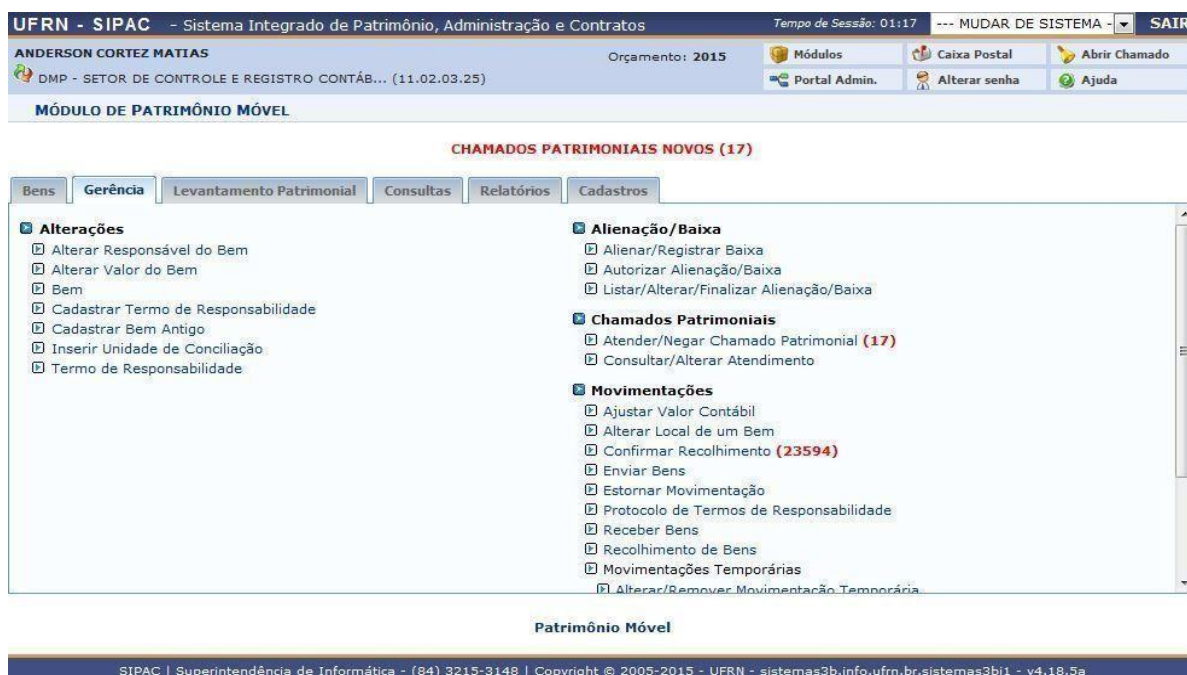 UFRN - SIPAC - Sistema Integrado de Patrimônio, Administração e Contratos Tempo de Sessão: 01:17 --- MUDAR DE SISTEMA - SAIR
ANDERSON CORTEZ MATIAS Orçamento: 2015 Módulos Caixa Postal Abrir Chamado
DMP - SETOR DE CONTROLE E REGISTRO CONTÁB... (11.02.03.25) Portal Admin. Alterar senha Ajuda
MÓDULO DE PATRIMÔNIO MÓVEL
CHAMADOS PATRIMONIAIS NOVOS (17)
Bens Gerência Levantamento Patrimonial Consultas Relatórios Cadastros
Alterações
Alterar Responsável do Bem
Alterar Valor do Bem
Bem
Cadastrar Termo de Responsabilidade
Cadastrar Bem Antigo
Inserir Unidade de Conciliação
Termo de Responsabilidade
Alienação/Baixa
Alienar/Registrar Baixa
Autorizar Alienação/Baixa
Listar/Alterar/Finalizar Alienação/Baixa
Chamados Patrimoniais
Atender/Negar Chamado Patrimonial (17)
Consultar/Alterar Atendimento
Movimentações
Ajustar Valor Contábil
Alterar Local de um Bem
Confirmar Recolhimento (23594)
Enviar Bens
Estornar Movimentação
Protocolo de Termos de Responsabilidade
Receber Bens
Recolhimento de Bens
Movimentações Temporárias
Alterar/Remover Movimentação Temporária
Patrimônio Móvel
SIPAC | Superintendência de Informática - (84) 3215-3148 | Copyright © 2005-2015 - UFRN - sistemas3b.info.ufrn.br.sistemas3bi1 - v4.18.5a